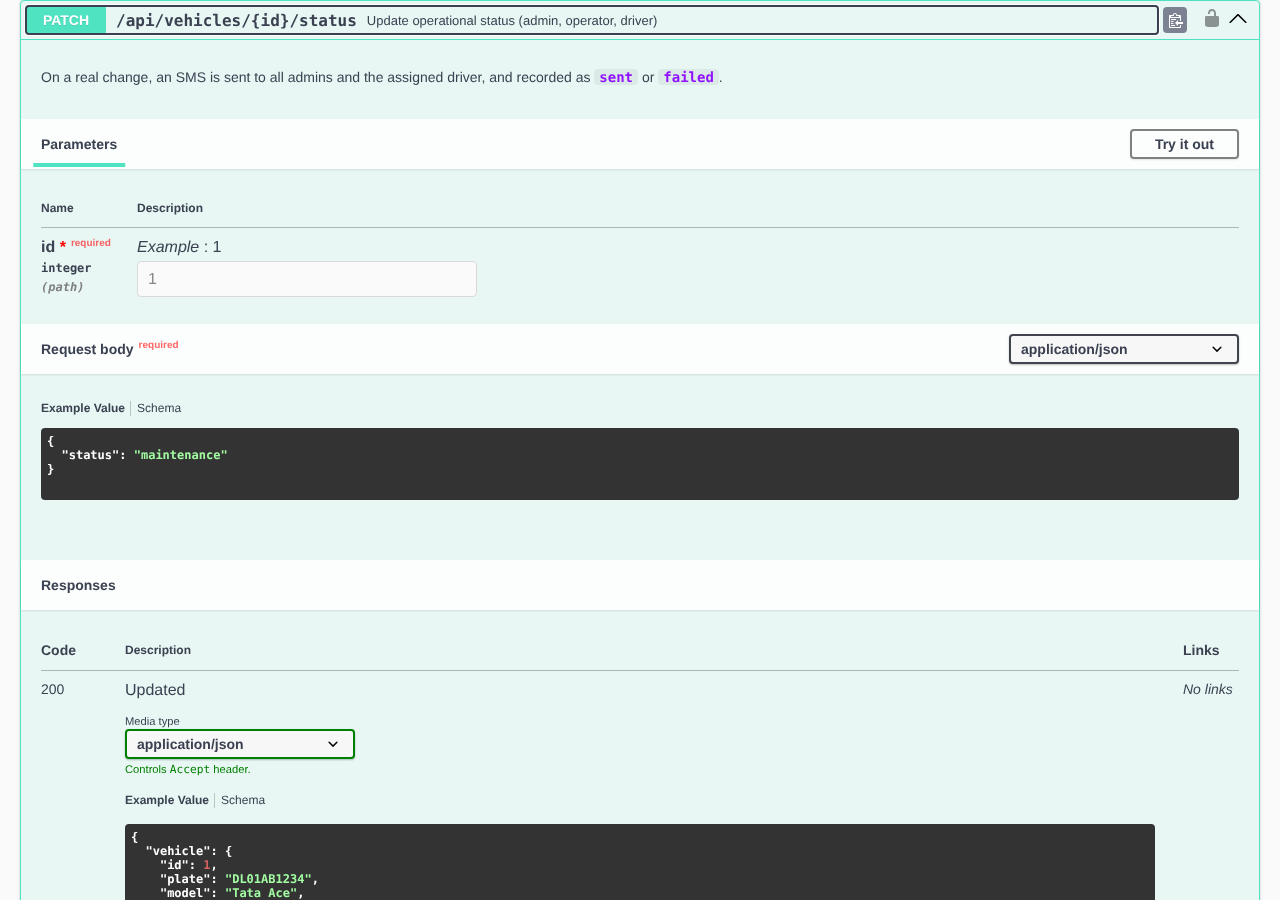 PATCH /api/vehicles/{id}/status Update operational status (admin, operator, driver)
On a real change, an SMS is sent to all admins and the assigned driver, and recorded as sent or failed.
Parameters
Try it out
Name Description
id * required
integer
(path)
Example : 1
1
Request body required
application/json
Example Value Schema
{
  "status": "maintenance"
}
Responses
Code Description Links
200 Updated No links
Media type
application/json
Controls Accept header.
Example Value Schema
{
  "vehicle": {
    "id": 1,
    "plate": "DL01AB1234",
    "model": "Tata Ace",